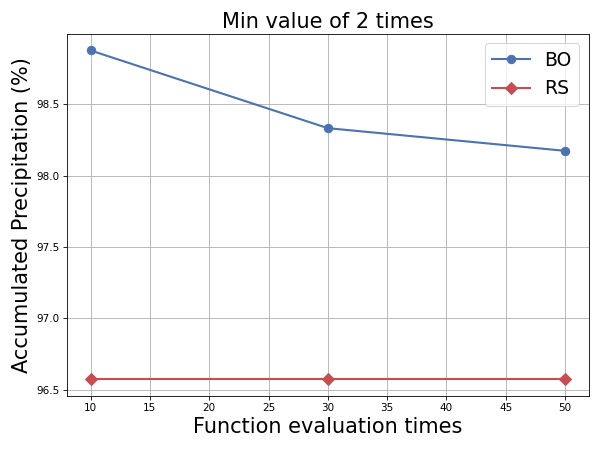 Min value of 2 times
BO
RS
Accumulated Precipitation (%)
98.5
98.0
97.5
97.0
96.5
10 15 20 25 30 35 40 45 50
Function evaluation times